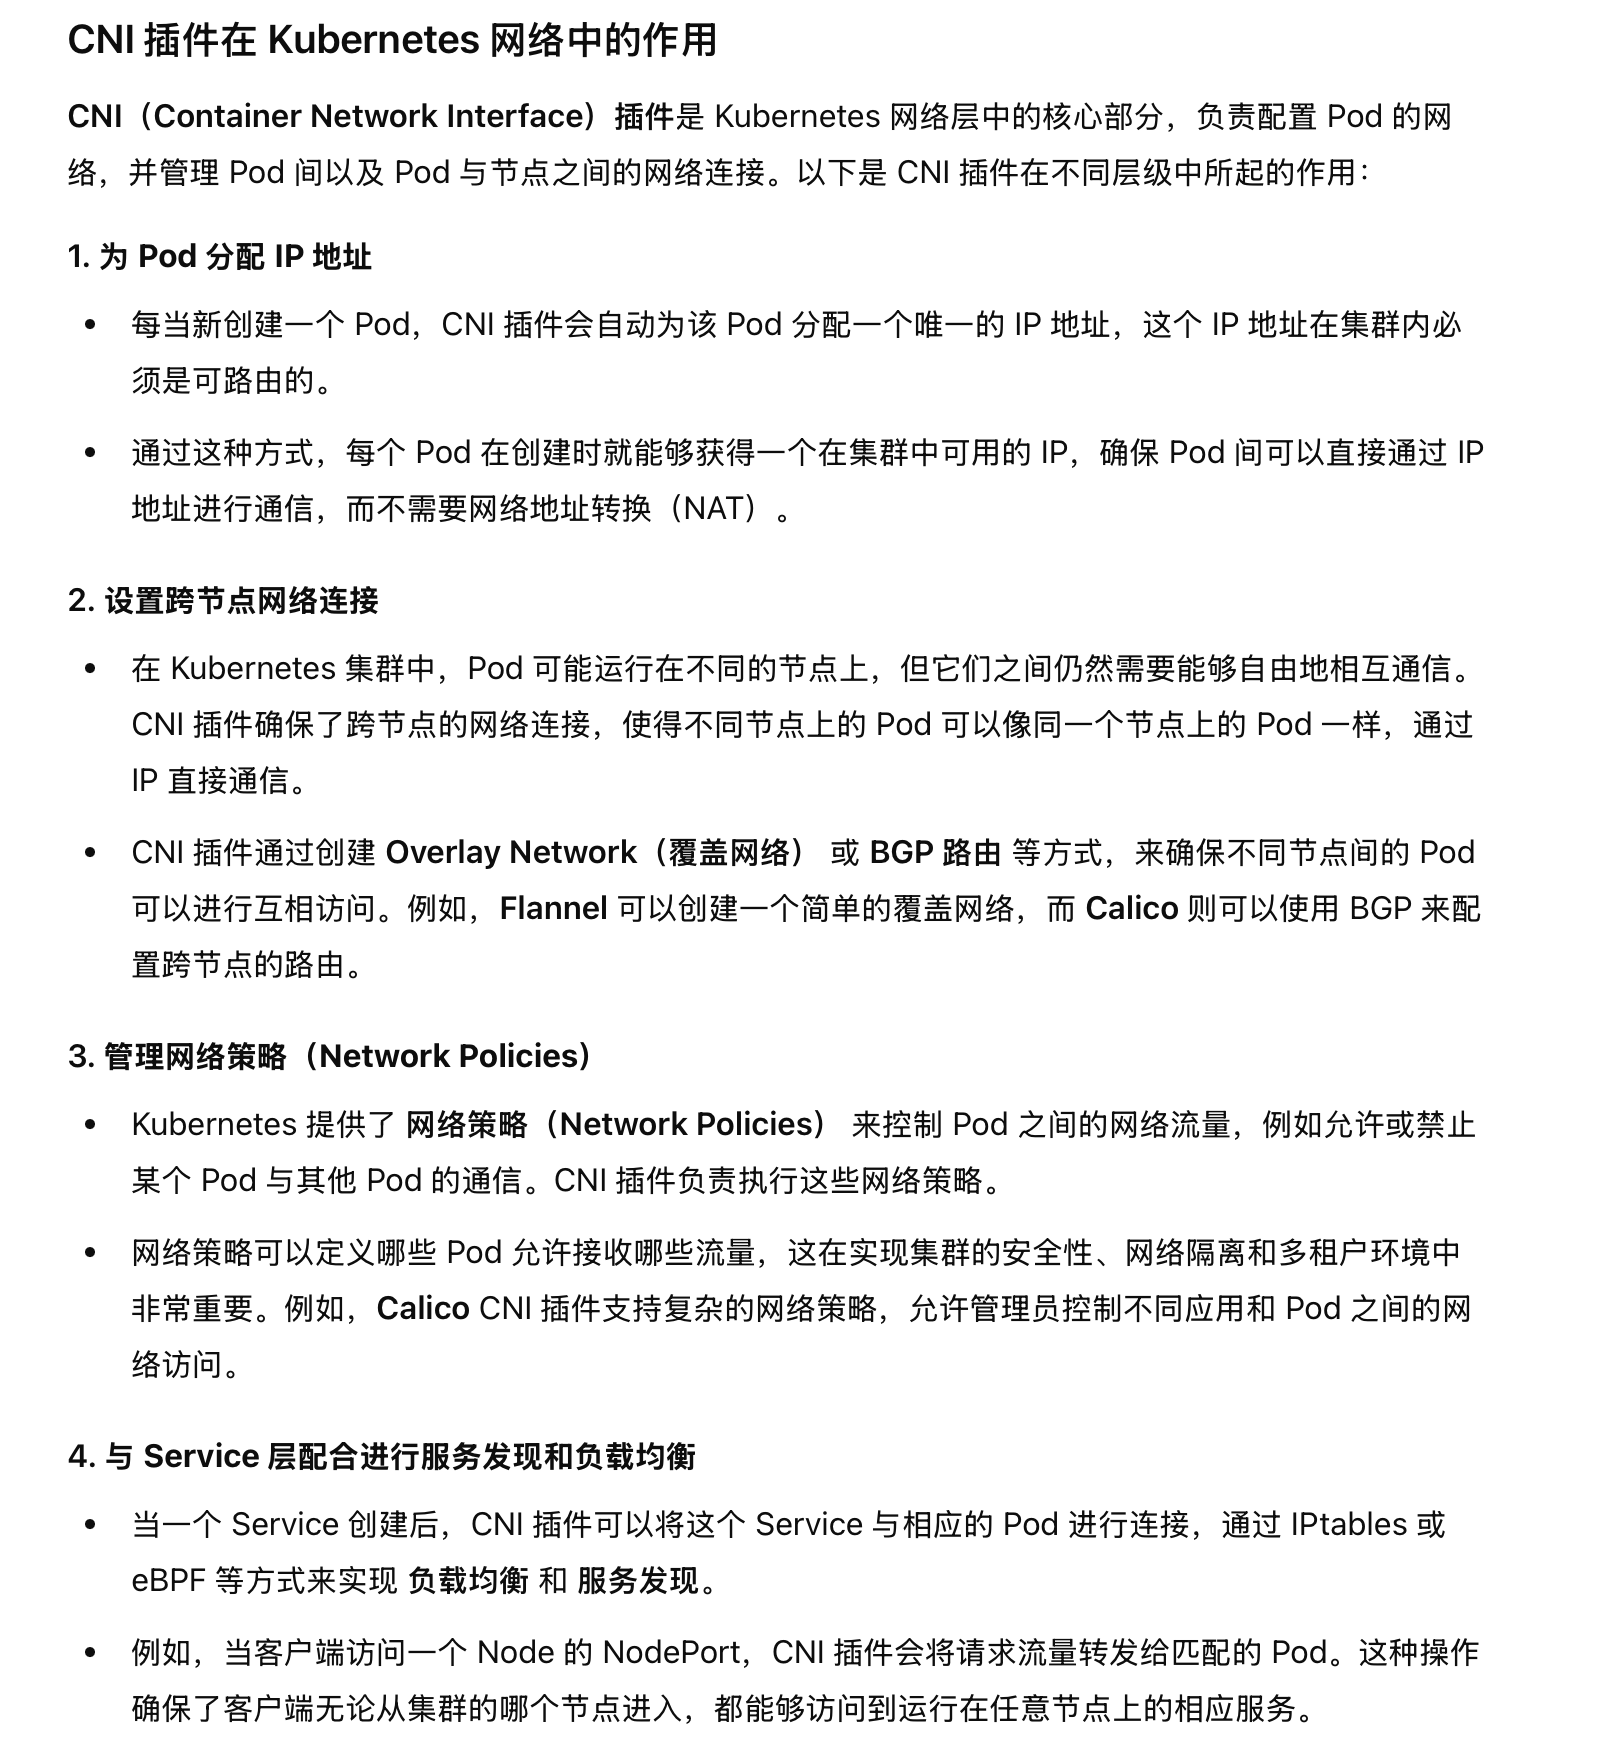 CNI 插件在 Kubernetes 网络中的作用
CNI（Container Network Interface）插件是 Kubernetes 网络层中的核心部分，负责配置 Pod 的网
络，并管理 Pod 间以及 Pod 与节点之间的网络连接。以下是 CNI 插件在不同层级中所起的作用：
1. 为 Pod 分配 IP 地址
• 每当新创建一个 Pod，CNI 插件会自动为该 Pod 分配一个唯一的 IP 地址，这个 IP 地址在集群内必
须是可路由的。
• 通过这种方式，每个 Pod 在创建时就能够获得一个在集群中可用的 IP，确保 Pod 间可以直接通过 IP
地址进行通信，而不需要网络地址转换（NAT）。
2. 设置跨节点网络连接
• 在 Kubernetes 集群中，Pod 可能运行在不同的节点上，但它们之间仍然需要能够自由地相互通信。
CNI 插件确保了跨节点的网络连接，使得不同节点上的 Pod 可以像同一个节点上的 Pod 一样，通过
IP 直接通信。
• CNI 插件通过创建 Overlay Network（覆盖网络） 或 BGP 路由 等方式，来确保不同节点间的 Pod
可以进行互相访问。例如，Flannel 可以创建一个简单的覆盖网络，而 Calico 则可以使用 BGP 来配
置跨节点的路由。
3. 管理网络策略（Network Policies）
• Kubernetes 提供了 网络策略（Network Policies） 来控制 Pod 之间的网络流量，例如允许或禁止
某个 Pod 与其他 Pod 的通信。CNI 插件负责执行这些网络策略。
• 网络策略可以定义哪些 Pod 允许接收哪些流量，这在实现集群的安全性、网络隔离和多租户环境中
非常重要。例如，Calico CNI 插件支持复杂的网络策略，允许管理员控制不同应用和 Pod 之间的网
络访问。
4. 与 Service 层配合进行服务发现和负载均衡
• 当一个 Service 创建后，CNI 插件可以将这个 Service 与相应的 Pod 进行连接，通过 IPtables 或
eBPF 等方式来实现 负载均衡 和 服务发现。
• 例如，当客户端访问一个 Node 的 NodePort，CNI 插件会将请求流量转发给匹配的 Pod。这种操作
确保了客户端无论从集群的哪个节点进入，都能够访问到运行在任意节点上的相应服务。